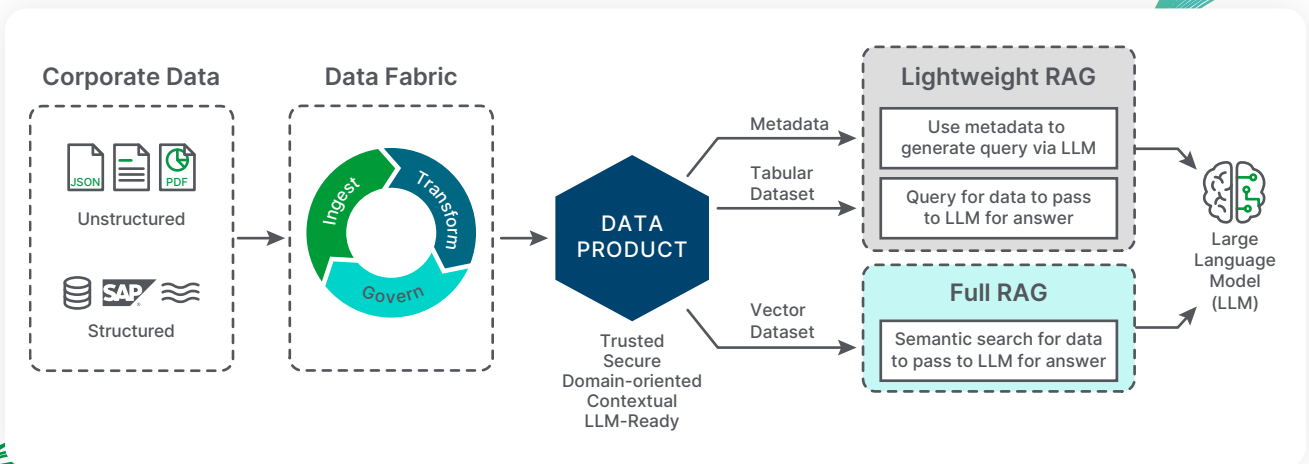 Corporate Data
JSON
PDF
Unstructured
SAP
Structured
Data Fabric
Ingest
Transform
Govern
DATA
PRODUCT
Trusted
Secure
Domain-oriented
Contextual
LLM-Ready
Metadata
Tabular
Dataset
Vector
Dataset
Lightweight RAG
Use metadata to
generate query via LLM
Query for data to pass
to LLM for answer
Full RAG
Semantic search for data
to pass to LLM for answer
Large
Language
Model
(LLM)